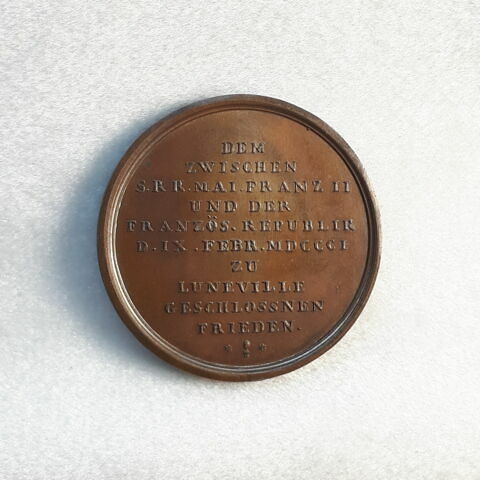 DEM
ZWISCHEN
S.R.R.MAI.FRANZ II
UND DER
FRANZÖS. REPUBLIK
D.IX.FEBR.MDCCCI
ZU
LUNEVILLE
GESCHLOSSNEN
FRIEDEN.